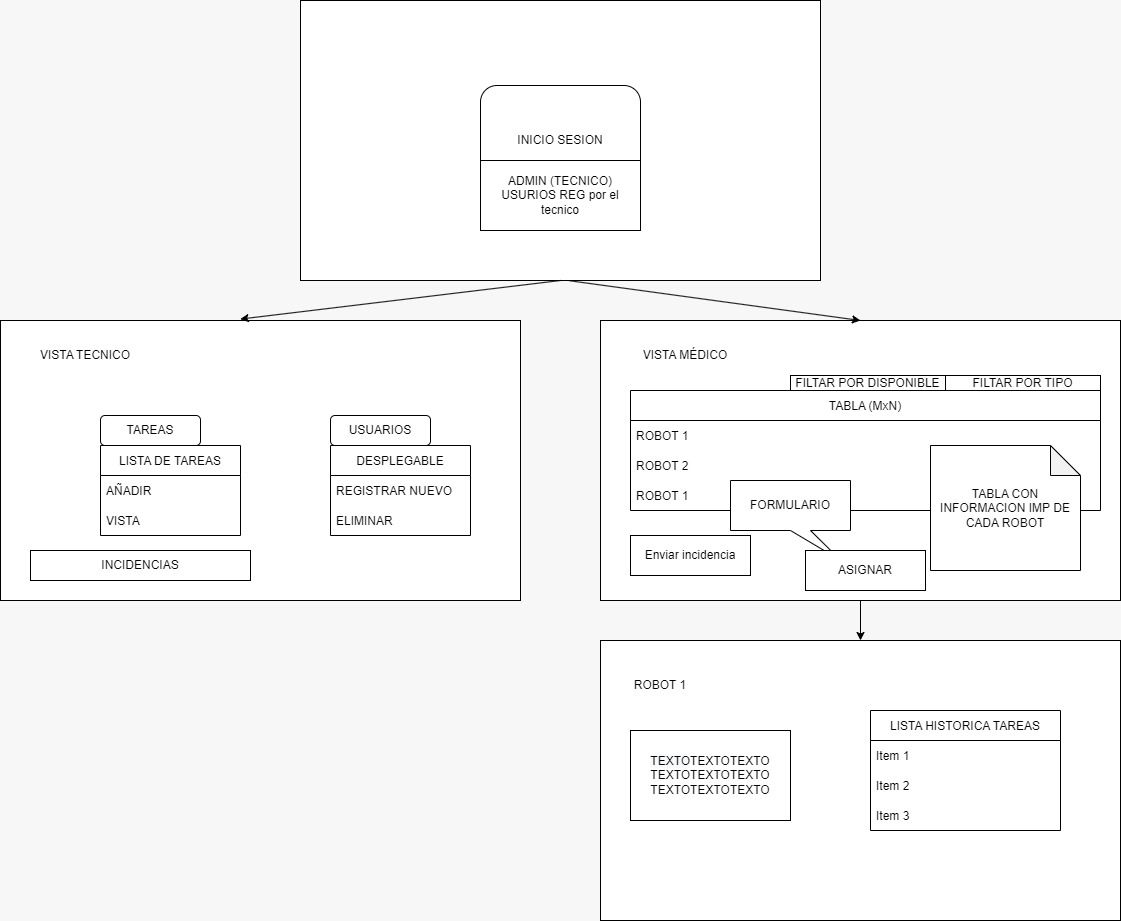 INICIO SESION
ADMIN (TECNICO)
USURIOS REG por el
tecnico
VISTA TECNICO
TAREAS
LISTA DE TAREAS
AÑADIR
VISTA
USUARIOS
DESPLEGABLE
REGISTRAR NUEVO
ELIMINAR
INCIDENCIAS
VISTA MÉDICO
FILTAR POR DISPONIBLE
FILTAR POR TIPO
TABLA (MxN)
ROBOT 1
ROBOT 2
ROBOT 1
FORMULARIO
TABLA CON
INFORMACION IMP DE
CADA ROBOT
Enviar incidencia
ASIGNAR
ROBOT 1
TEXTOTEXTOTEXTO
TEXTOTEXTOTEXTO
TEXTOTEXTOTEXTO
LISTA HISTORICA TAREAS
Item 1
Item 2
Item 3